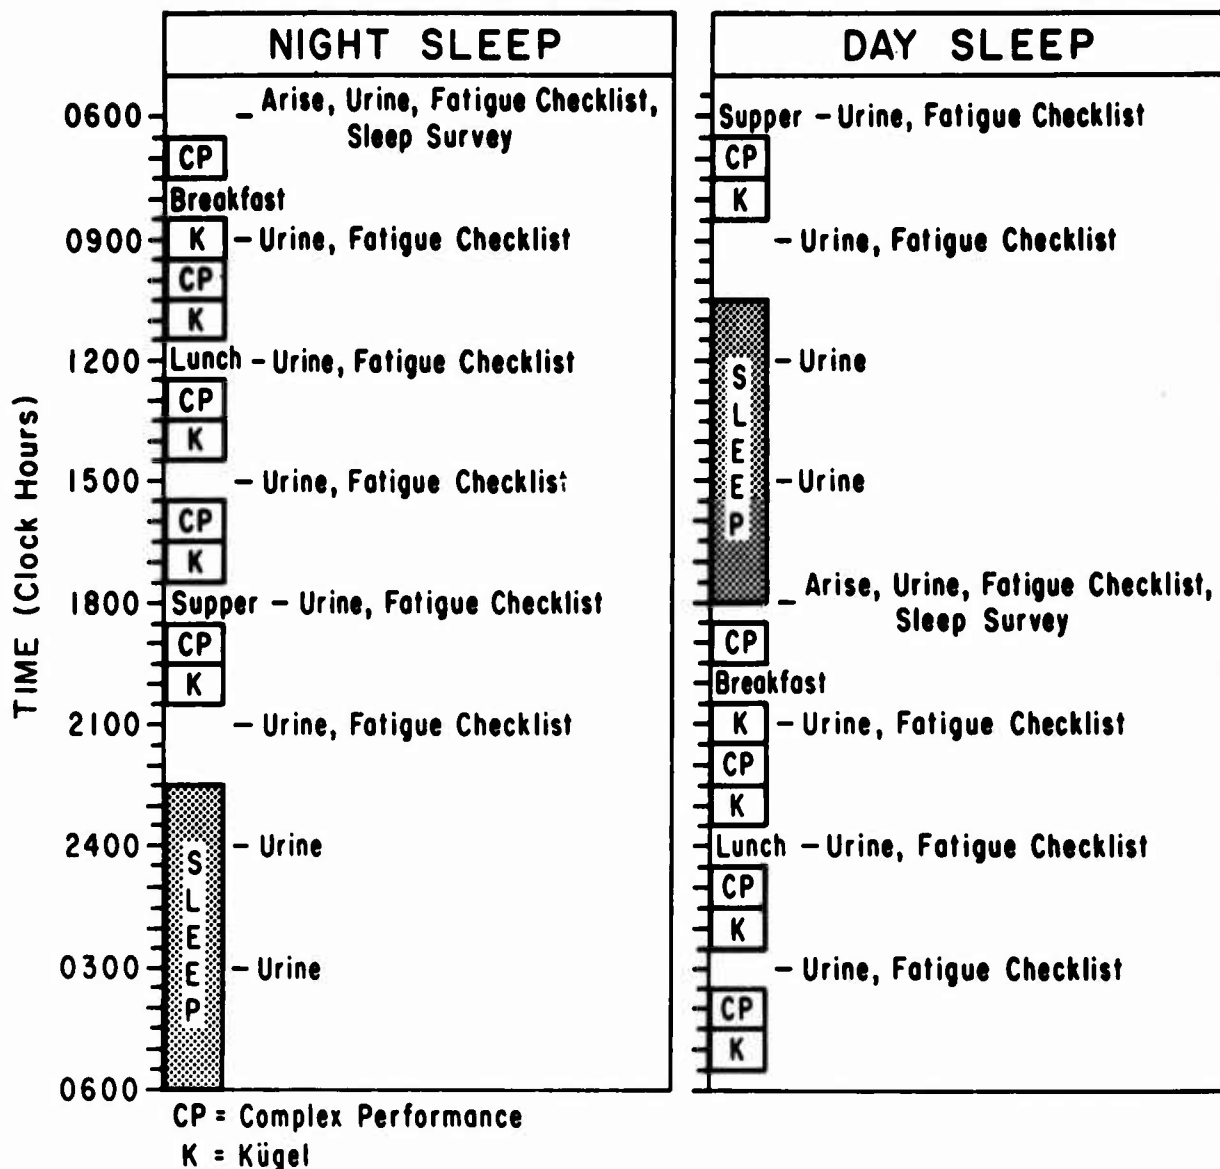 NIGHT SLEEP
DAY SLEEP
TIME (Clock Hours)
0600
Arise, Urine, Fatigue Checklist,
Sleep Survey
CP
Breakfast
0900
K – Urine, Fatigue Checklist
CP
K
1200
Lunch – Urine, Fatigue Checklist
CP
K
1500
– Urine, Fatigue Checklist
CP
K
1800
Supper – Urine, Fatigue Checklist
CP
K
2100
– Urine, Fatigue Checklist
2400
– Urine
0300
– Urine
SLEEP
0600
Supper – Urine, Fatigue Checklist
CP
K
– Urine, Fatigue Checklist
SLEEP
– Urine
– Urine
Arise, Urine, Fatigue Checklist,
Sleep Survey
CP
Breakfast
K – Urine, Fatigue Checklist
CP
K
Lunch – Urine, Fatigue Checklist
CP
K
– Urine, Fatigue Checklist
CP
K
CP = Complex Performance
K = Kügel